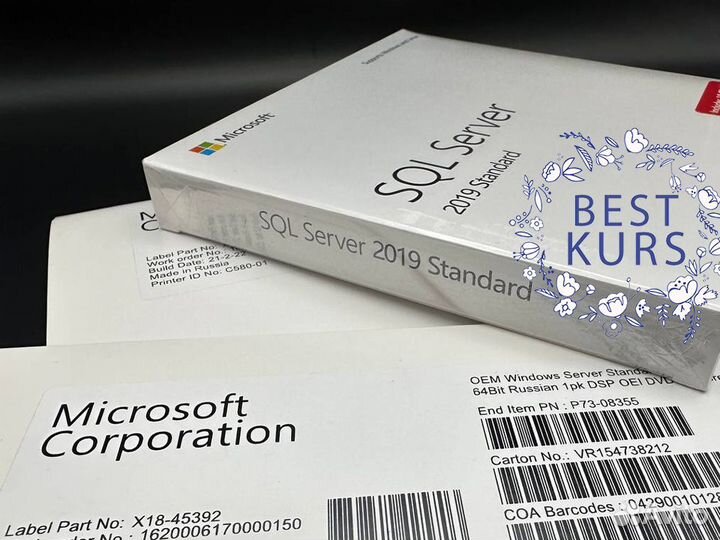 Microsoft
SQL Server
2019 Standard
BEST
KURS
SQL Server 2019 Standard
Label Part No:
Work order No:
Build Date: 21-2-22
Made in Russia
Printer ID No: C580-01
Microsoft
Corporation
Label Part No: X18-45392
1620006170000150
OEM Windows Server Standa
64Bit Russian 1pk DSP OEI DVD
End Item PN : P73-08355
Carton No.: VR154738212
COA Barcodes : 0429001012
Avito